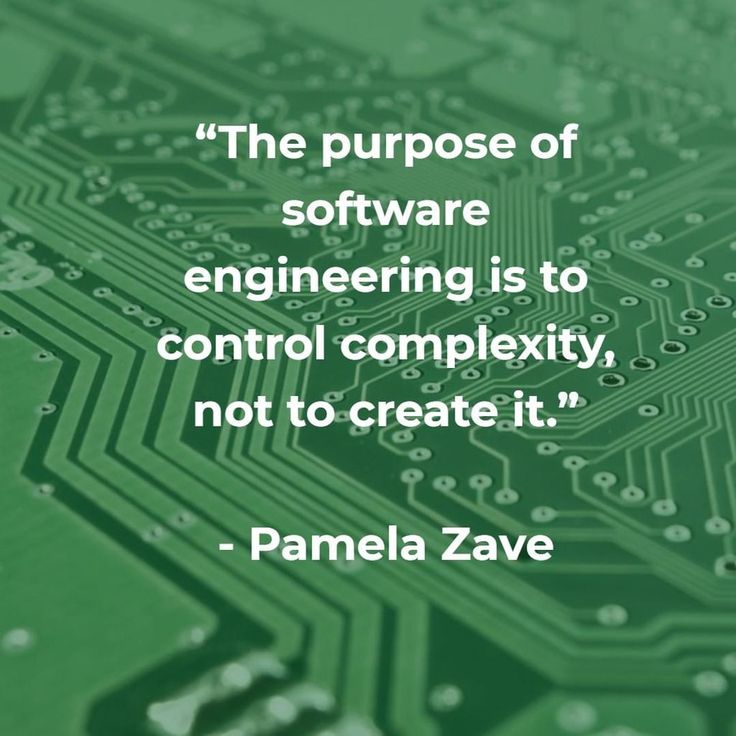 “The purpose of
software
engineering is to
control complexity,
not to create it.”
- Pamela Zave